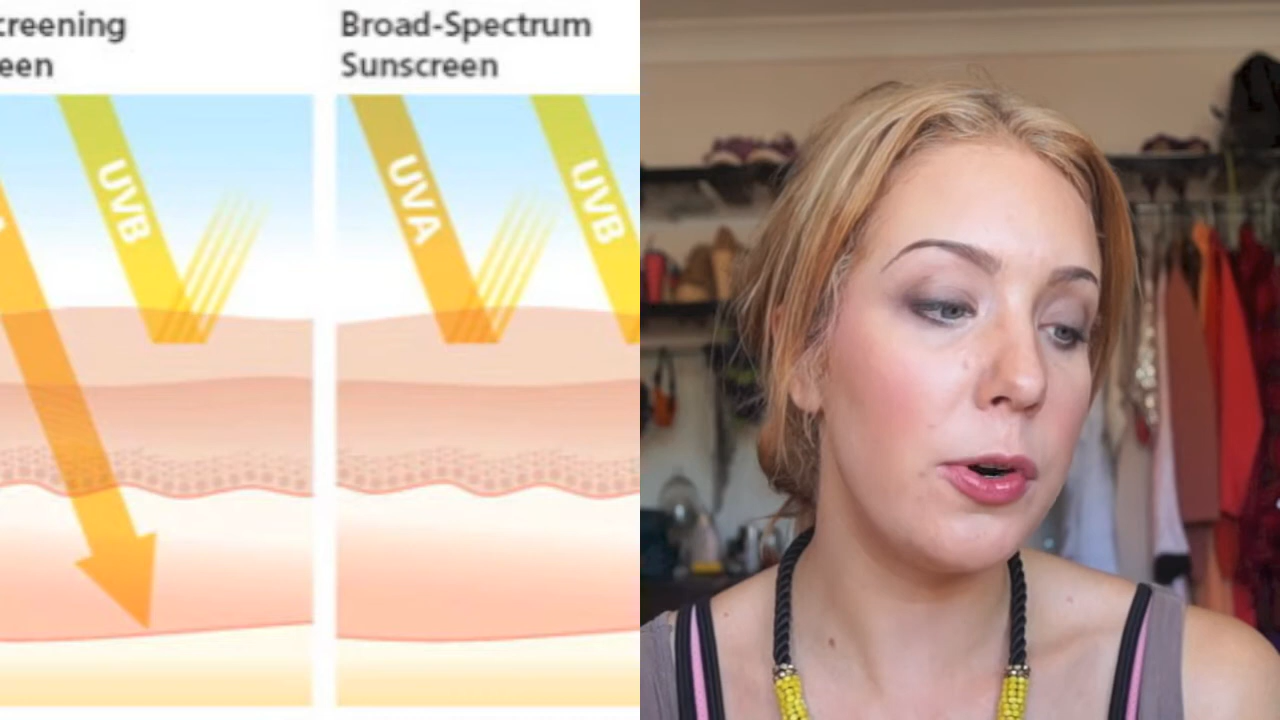 creening
een
Broad-Spectrum
Sunscreen
UVB
UVA
UVB